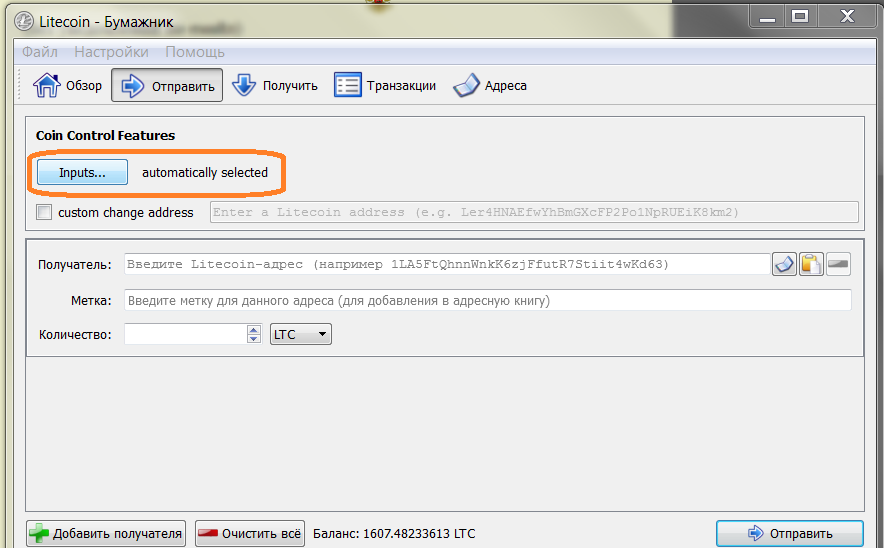 Litecoin - Бумажник
Файл Настройки Помощь
Обзор Отправить Получить Транзакции Адреса
Coin Control Features
Inputs... automatically selected
custom change address Enter a Litecoin address (e.g. Ler4HNAEfwYhBmGXcFP2Po1NpRUEiK8km2)
Получатель: Введите Litecoin-адрес (например 1LA5FtQhnnWnkK6zjFfutR7Stiit4wKd63)
Метка: Введите метку для данного адреса (для добавления в адресную книгу)
Количество: LTC
Добавить получателя Очистить всё Баланс: 1607.48233613 LTC Отправить